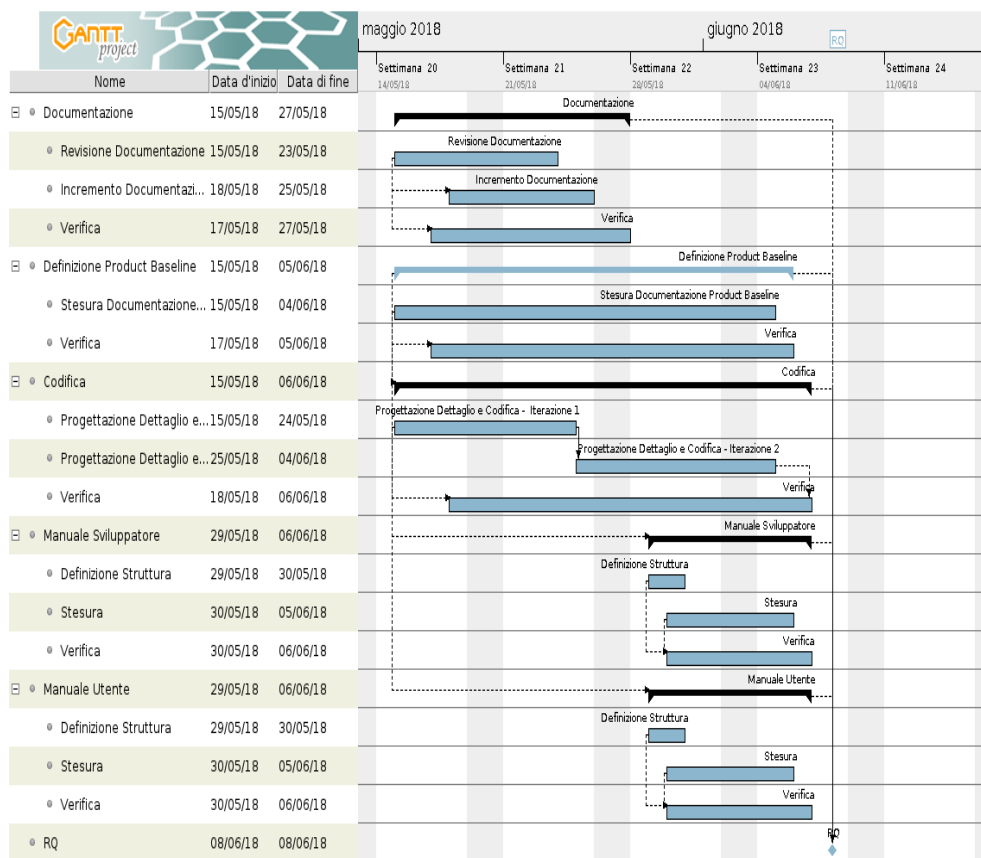 GANTT
project
maggio 2018
giugno 2018
RQ
Settimana 20
Settimana 21
Settimana 22
Settimana 23
Settimana 24
14/05/18
21/05/18
28/05/18
04/06/18
11/06/18
Nome Data d'inizio Data di fine
Documentazione 15/05/18 27/05/18
Documentazione
Revisione Documentazione 15/05/18 23/05/18
Revisione Documentazione
Incremento Documentazi... 18/05/18 25/05/18
Incremento Documentazione
Verifica 17/05/18 27/05/18
Verifica
Definizione Product Baseline 15/05/18 05/06/18
Definizione Product Baseline
Stesura Documentazione... 15/05/18 04/06/18
Stesura Documentazione Product Baseline
Verifica 17/05/18 05/06/18
Verifica
Codifica 15/05/18 06/06/18
Codifica
Progettazione Dettaglio e... 15/05/18 24/05/18
Progettazione Dettaglio e Codifica - Iterazione 1
Progettazione Dettaglio e... 25/05/18 04/06/18
Progettazione Dettaglio e Codifica - Iterazione 2
Verifica 18/05/18 06/06/18
Verifica
Manuale Sviluppatore 29/05/18 06/06/18
Manuale Sviluppatore
Definizione Struttura 29/05/18 30/05/18
Definizione Struttura
Stesura 30/05/18 05/06/18
Stesura
Verifica 30/05/18 06/06/18
Verifica
Manuale Utente 29/05/18 06/06/18
Manuale Utente
Definizione Struttura 29/05/18 30/05/18
Definizione Struttura
Stesura 30/05/18 05/06/18
Stesura
Verifica 30/05/18 06/06/18
Verifica
RQ 08/06/18 08/06/18
RQ